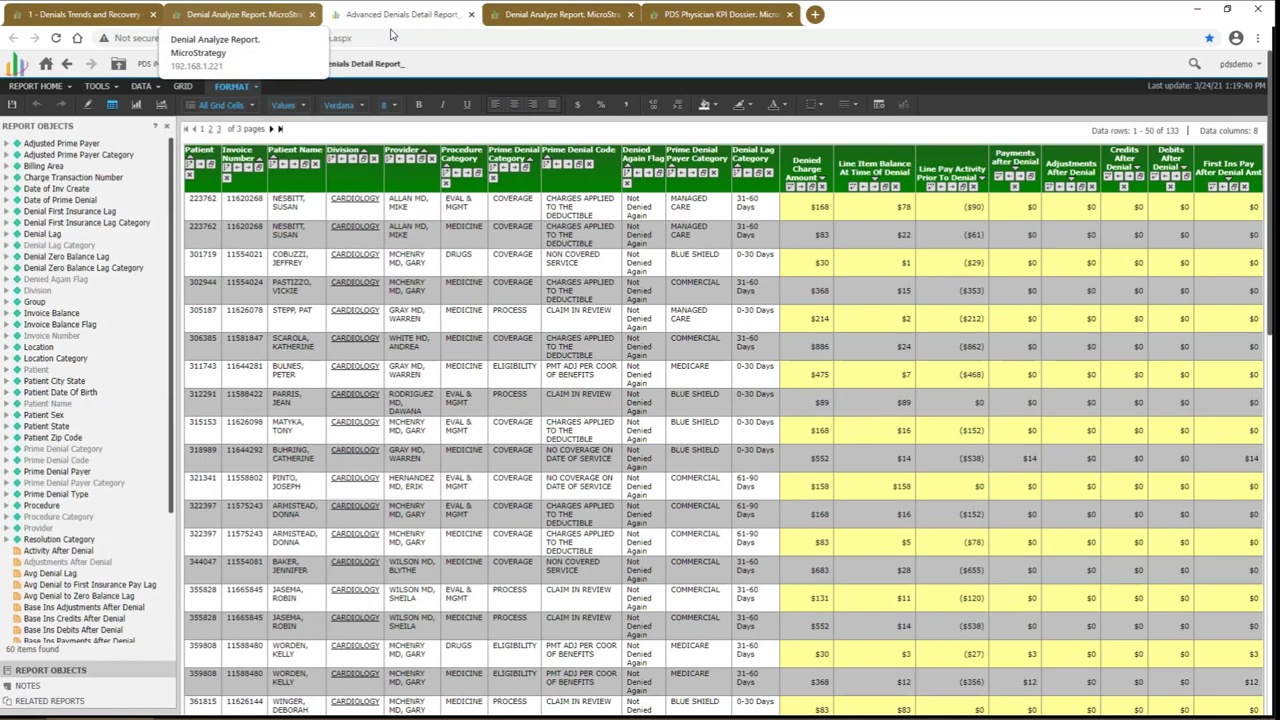 1 - Denials Trends and Recovery
Denial Analyze Report. MicroStra
Advanced Denials Detail Report_
Denial Analyze Report. MicroStra
PDS Physician KPI Dossier. Micro
Not secure
.aspx
Denial Analyze Report.
MicroStrategy
192.168.1.221
PDS IN
enials Detail Report_
pdsdemo
REPORT HOME
TOOLS
DATA
GRID
FORMAT
Last update: 3/24/21 1:19:40 PM
All Grid Cells
Values
Verdana
8
B
I
U
$
%
REPORT OBJECTS
?
1 2 3 of 3 pages
Data rows: 1 - 50 of 133
Data columns: 8
Adjusted Prime Payer
Adjusted Prime Payer Category
Billing Area
Charge Transaction Number
Date of Inv Create
Date of Prime Denial
Denial First Insurance Lag
Denial First Insurance Lag Category
Denial Lag
Denial Lag Category
Denial Zero Balance Lag
Denial Zero Balance Lag Category
Denied Again Flag
Division
Group
Invoice Balance
Invoice Balance Flag
Invoice Number
Location
Location Category
Patient
Patient City State
Patient Date Of Birth
Patient Name
Patient Sex
Patient State
Patient Zip Code
Prime Denial Category
Prime Denial Code
Prime Denial Payer
Prime Denial Payer Category
Prime Denial Type
Procedure
Procedure Category
Provider
Resolution Category
Activity After Denial
Adjustments After Denial
Avg Denial Lag
Avg Denial to First Insurance Pay Lag
Avg Denial to Zero Balance Lag
Base Ins Adjustments After Denial
Base Ins Credits After Denial
Base Ins Debits After Denial
Base Ins Payments After Denial
60 items found
REPORT OBJECTS
NOTES
RELATED REPORTS
Patient Invoice Number Patient Name Division Provider Procedure Category Prime Denial Category Prime Denial Code Denied Again Flag Prime Denial Payer Category Denial Lag Category Denied Charge Amount Line Item Balance At Time Of Denial Line Pay Activity Prior To Denial Payments after Denial Adjustments After Denial Credits After Denial Debits After Denial First Ins Pay After Denial Amt
223762 11620268 NESBITT, SUSAN CARDIOLOGY ALLAN MD, MIKE EVAL & MGMT COVERAGE CHARGES APPLIED TO THE DEDUCTIBLE Not Denied Again MANAGED CARE 31-60 Days $168 $78 ($90) $0 $0 $0 $0 $0
223762 11620268 NESBITT, SUSAN CARDIOLOGY ALLAN MD, MIKE MEDICINE COVERAGE CHARGES APPLIED TO THE DEDUCTIBLE Not Denied Again MANAGED CARE 31-60 Days $83 $22 ($61) $0 $0 $0 $0 $0
301719 11554021 COBUZZI, JEFFREY CARDIOLOGY MCHENRY MD, GARY DRUGS COVERAGE NON COVERED SERVICE Not Denied Again BLUE SHIELD 0-30 Days $30 $1 ($29) $0 $0 $0 $0 $0
302944 11554024 PASTIZZO, VICKIE CARDIOLOGY MCHENRY MD, GARY MEDICINE COVERAGE CHARGES APPLIED TO THE DEDUCTIBLE Not Denied Again COMMERCIAL 31-60 Days $368 $15 ($353) $0 $0 $0 $0 $0
305187 11626078 STEPP, PAT CARDIOLOGY GRAY MD, WARREN MEDICINE PROCESS CLAIM IN REVIEW Not Denied Again MANAGED CARE 0-30 Days $214 $2 ($212) $0 $0 $0 $0 $0
306385 11581847 SCAROLA, KATHERINE CARDIOLOGY WHITE MD, ANDREA MEDICINE COVERAGE CHARGES APPLIED TO THE DEDUCTIBLE Not Denied Again COMMERCIAL 31-60 Days $886 $24 ($862) $0 $0 $0 $0 $0
311743 11644281 BULNES, PETER CARDIOLOGY GRAY MD, WARREN MEDICINE ELIGIBILITY PMT ADJ PER COOR OF BENEFITS Not Denied Again MEDICARE 0-30 Days $475 $7 ($468) $0 $0 $0 $0 $0
312291 11588422 PARRIS, JEAN CARDIOLOGY RODRIGUEZ MD, DAWANA EVAL & MGMT PROCESS CLAIM IN REVIEW Not Denied Again BLUE SHIELD 0-30 Days $89 $89 $0 $0 $0 $0 $0 $0
315153 11626098 MATYKA, TONY CARDIOLOGY MCHENRY MD, GARY EVAL & MGMT COVERAGE CHARGES APPLIED TO THE DEDUCTIBLE Not Denied Again BLUE SHIELD 0-30 Days $168 $16 ($152) $0 $0 $0 $0 $0
318989 11644292 BUHRING, CATHERINE CARDIOLOGY GRAY MD, WARREN MEDICINE COVERAGE NO COVERAGE ON DATE OF SERVICE Not Denied Again BLUE SHIELD 0-30 Days $552 $14 ($538) $14 $0 $0 $0 $14
321341 11558802 PINTO, JOSEPH CARDIOLOGY HERNANDEZ MD, ERIK EVAL & MGMT COVERAGE NO COVERAGE ON DATE OF SERVICE Not Denied Again COMMERCIAL 61-90 Days $158 $158 $0 $0 $0 $0 $0 $0
322397 11575243 ARMISTEAD, DONNA CARDIOLOGY MCHENRY MD, GARY EVAL & MGMT COVERAGE CHARGES APPLIED TO THE DEDUCTIBLE Not Denied Again COMMERCIAL 61-90 Days $168 $16 ($152) $0 $0 $0 $0 $0
322397 11575243 ARMISTEAD, DONNA CARDIOLOGY MCHENRY MD, GARY MEDICINE COVERAGE CHARGES APPLIED TO THE DEDUCTIBLE Not Denied Again COMMERCIAL 61-90 Days $83 $5 ($78) $0 $0 $0 $0 $0
344047 11554081 BAKER, JENNIFER CARDIOLOGY WILSON MD, BLYTHE MEDICINE COVERAGE NON COVERED SERVICE Not Denied Again COMMERCIAL 31-60 Days $683 $28 ($655) $0 $0 $0 $0 $0
355828 11665845 JASEMA, ROBIN CARDIOLOGY WILSON MD, SHEILA EVAL & MGMT PROCESS CLAIM IN REVIEW Not Denied Again COMMERCIAL 31-60 Days $131 $11 ($120) $0 $0 $0 $0 $0
355828 11665845 JASEMA, ROBIN CARDIOLOGY WILSON MD, SHEILA MEDICINE PROCESS CLAIM IN REVIEW Not Denied Again COMMERCIAL 31-60 Days $552 $14 ($538) $0 $0 $0 $0 $0
359808 11588480 WORDEN, KELLY CARDIOLOGY MCHENRY MD, GARY DRUGS ELIGIBILITY PMT ADJ PER COOR OF BENEFITS Not Denied Again MEDICARE 31-60 Days $30 $3 ($27) $3 $0 $0 $0 $3
359808 11588480 WORDEN, KELLY CARDIOLOGY MCHENRY MD, GARY MEDICINE ELIGIBILITY PMT ADJ PER COOR OF BENEFITS Not Denied Again MEDICARE 31-60 Days $368 $12 ($356) $12 $0 $0 $0 $12
361815 11626144 WINGER, DEBORAH CARDIOLOGY MCHENRY MD, GARY MEDICINE PROCESS CLAIM IN REVIEW Not Denied BLUE SHIELD 0-30 Days $83 $83 $0 $0 $0 $0 $0 $0